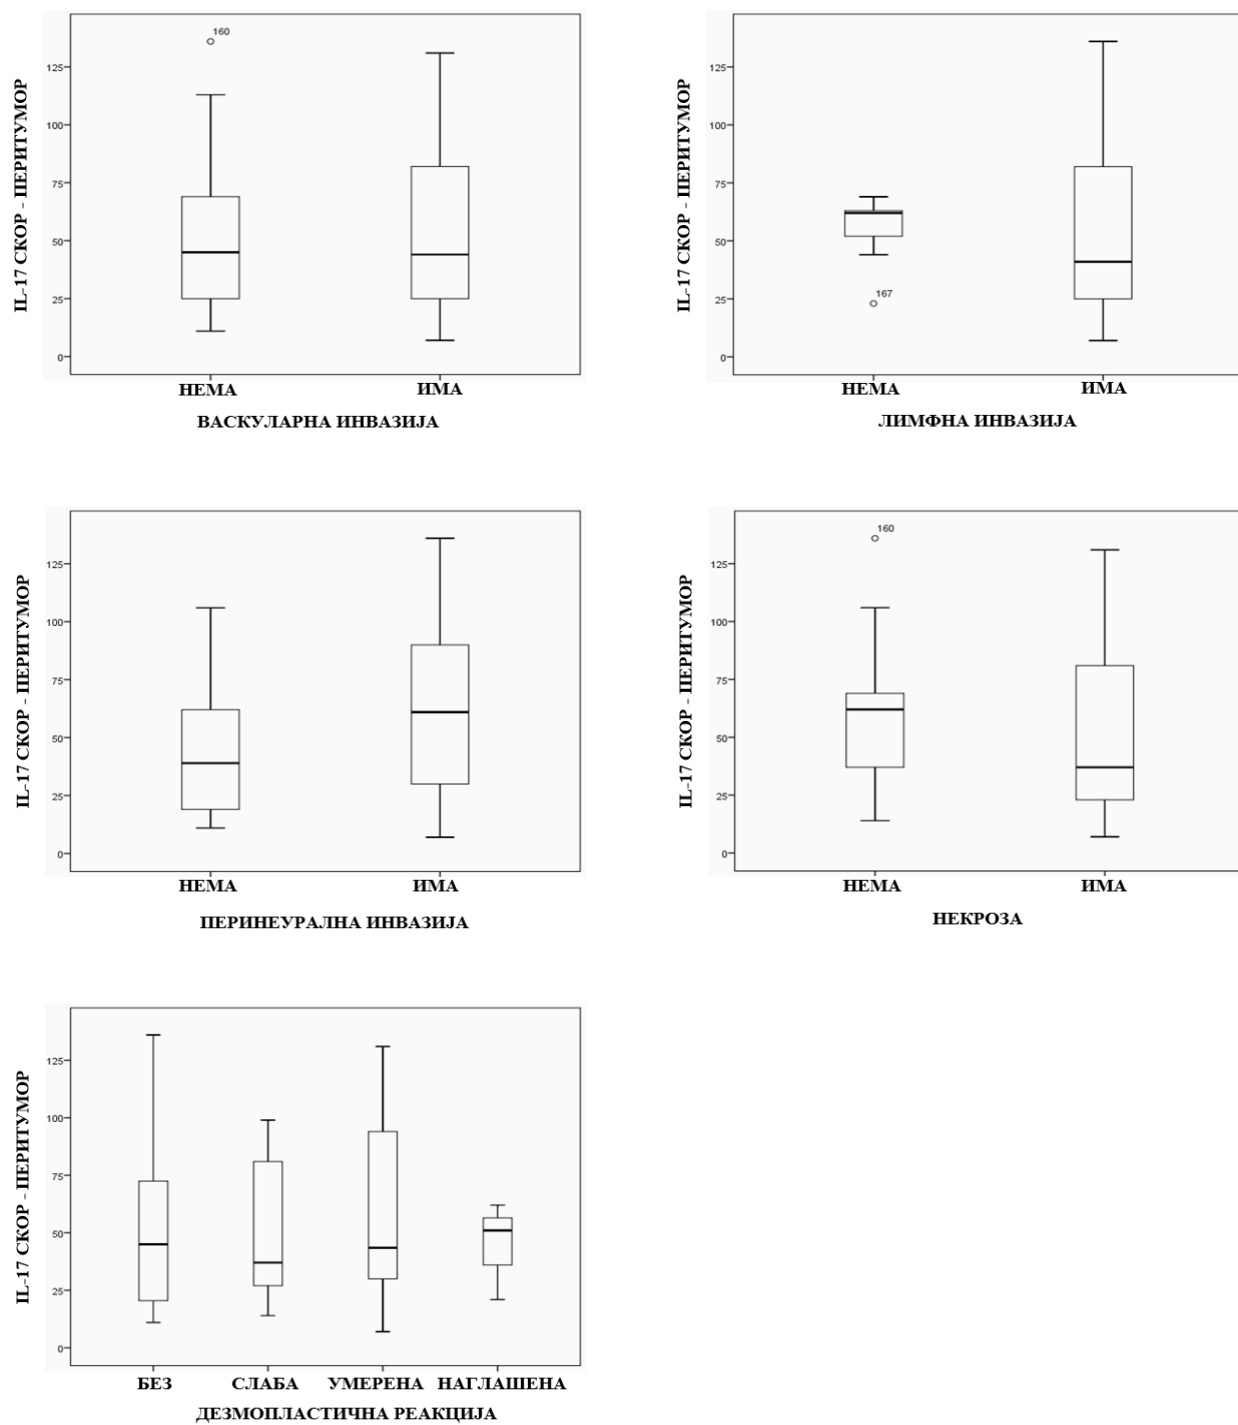 IL-17 СКОР - ПЕРИТУМОР
160
125
100
75
50
25
0
НЕМА
ИМА
ВАСКУЛАРНА ИНВАЗИЈА
IL-17 СКОР - ПЕРИТУМОР
125
100
75
50
25
0
167
НЕМА
ИМА
ЛИМФНА ИНВАЗИЈА
IL-17 СКОР - ПЕРИТУМОР
125
100
75
50
25
0
НЕМА
ИМА
ПЕРИНЕУРАЛНА ИНВАЗИЈА
IL-17 СКОР - ПЕРИТУМОР
160
125
100
75
50
25
0
НЕМА
ИМА
НЕКРОЗА
IL-17 СКОР - ПЕРИТУМОР
125
100
75
50
25
0
БЕЗ
СЛАБА
УМЕРЕНА
НАГЛАШЕНА
ДЕЗМОПЛАСТИЧНА РЕАКЦИЈА